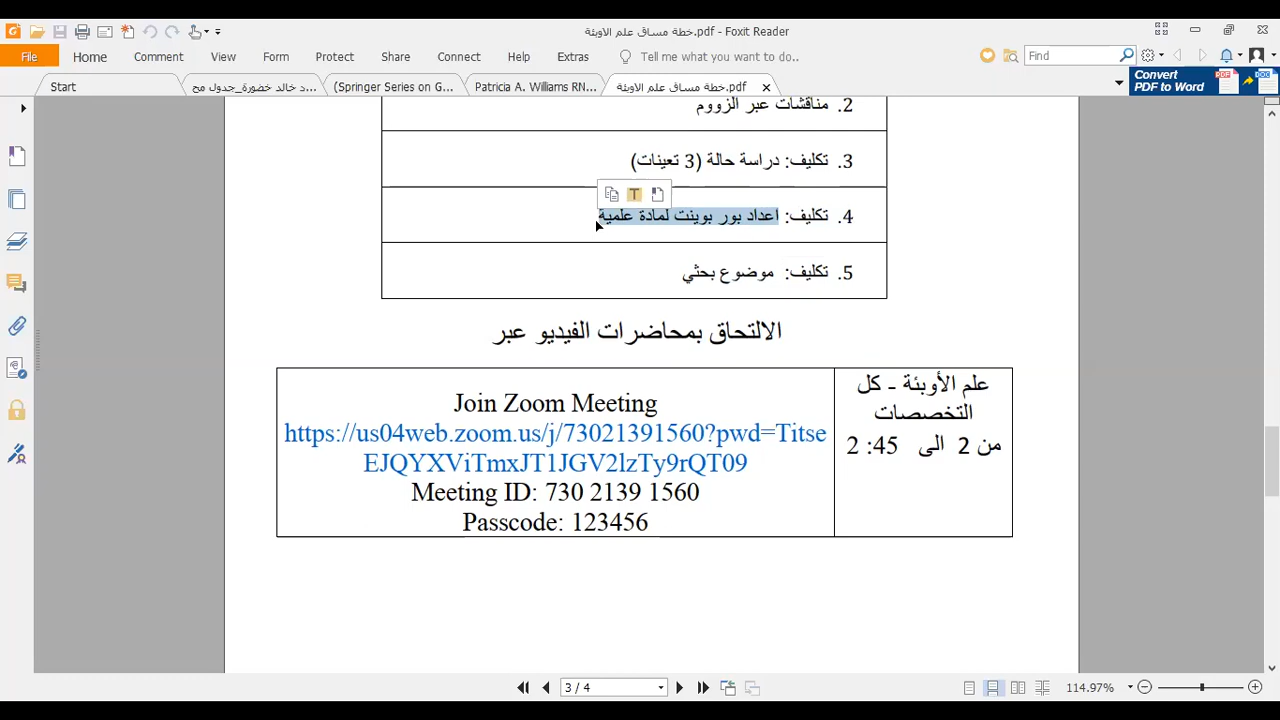 خطة مساق علم الاوبئة.pdf - Foxit Reader
File Home Comment View Form Protect Share Connect Help Extras Tell me what you want to do.. Find
Start
د خالد خضورة_جدول مح...
(Springer Series on G...
Patricia A. Williams RN...
خطة مساق علم الاوبئة.pdf
Convert
PDF to Word
2. مناقشات عبر الزووم
3. تكليف: دراسة حالة (3 تعينات)
4. تكليف: اعداد بور بوينت لمادة علمية
5. تكليف: موضوع بحثي
الالتحاق بمحاضرات الفيديو عبر
علم الأوبئة - كل
التخصصات
من 2 الى 45: 2
Join Zoom Meeting
https://us04web.zoom.us/j/73021391560?pwd=Titse
EJQYXViTmxJT1JGV2lzTy9rQT09
Meeting ID: 730 2139 1560
Passcode: 123456
3 / 4
114.97%